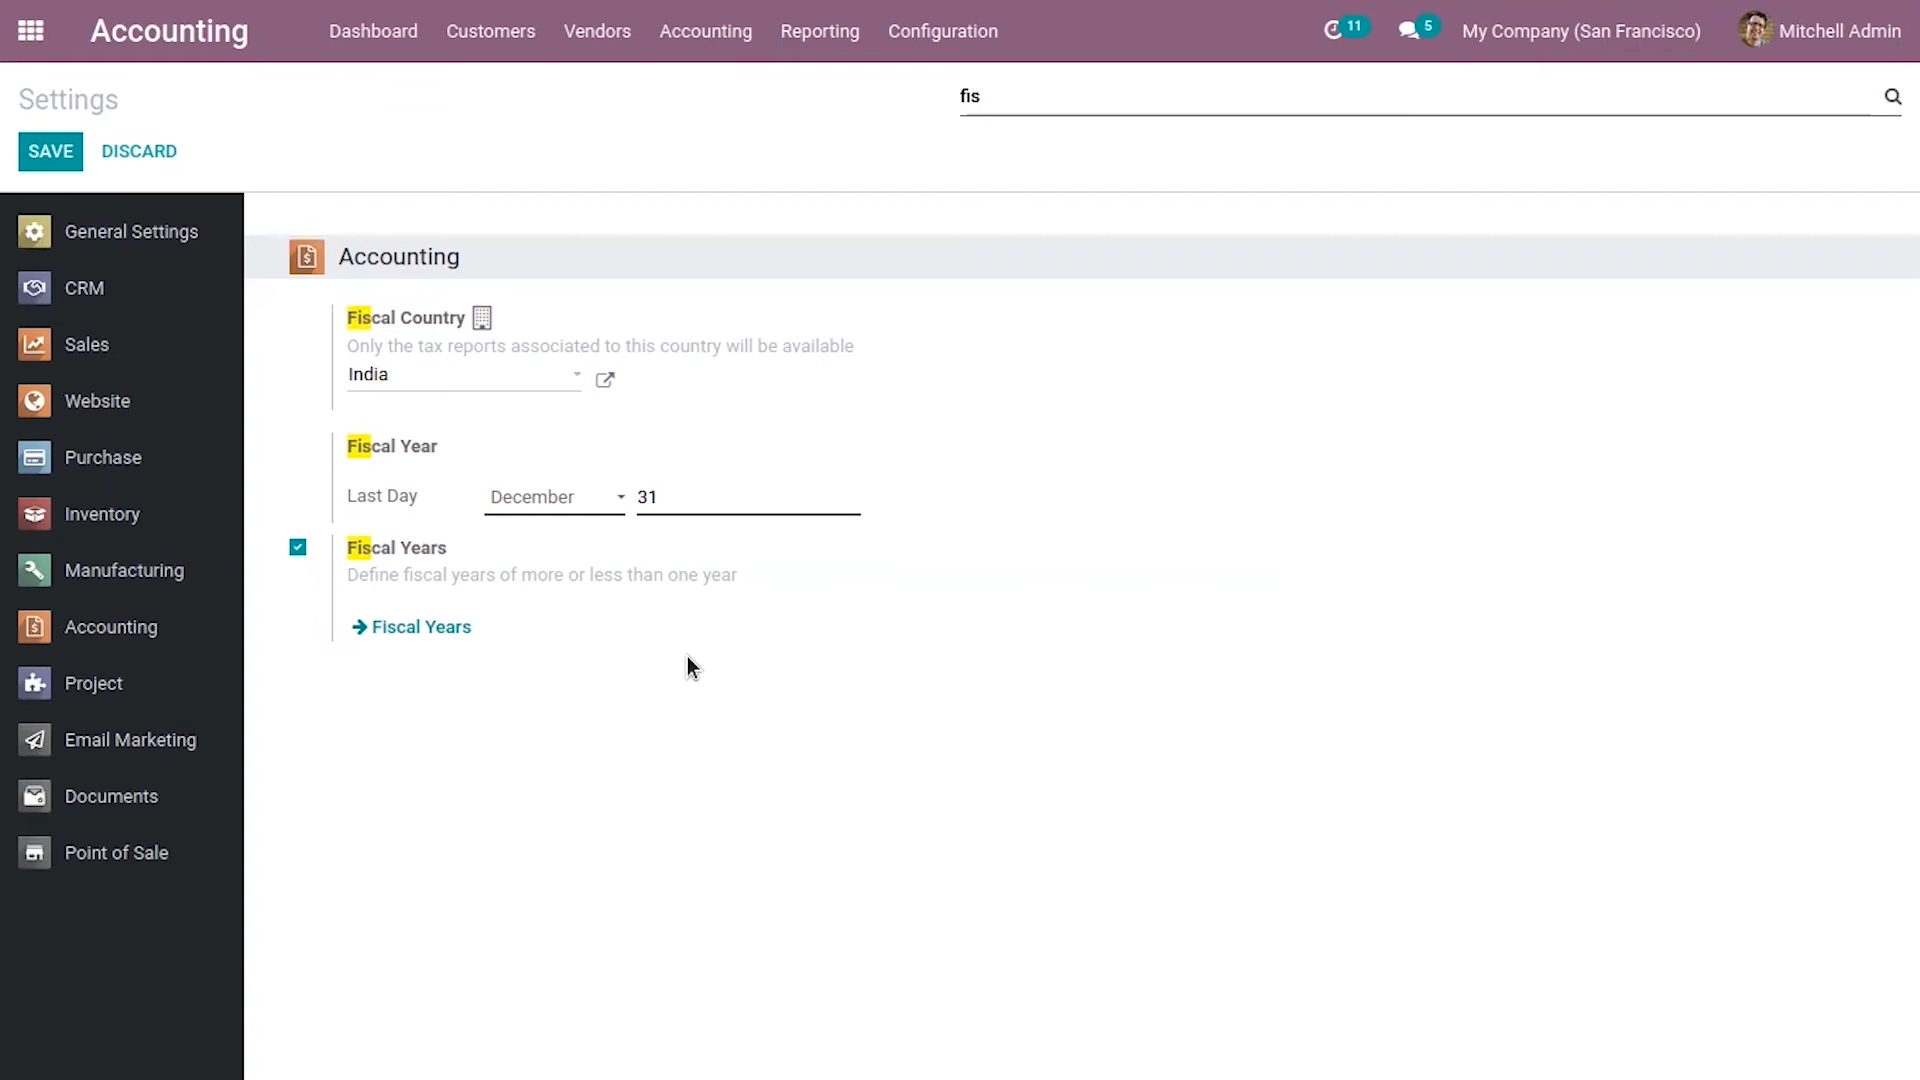 Accounting Dashboard Customers Vendors Accounting Reporting Configuration 11 5 My Company (San Francisco) Mitchell Admin
Settings
fis
SAVE DISCARD
General Settings
CRM
Sales
Website
Purchase
Inventory
Manufacturing
Accounting
Project
Email Marketing
Documents
Point of Sale
Accounting
Fiscal Country
Only the tax reports associated to this country will be available
India
Fiscal Year
Last Day December 31
Fiscal Years
Define fiscal years of more or less than one year
Fiscal Years